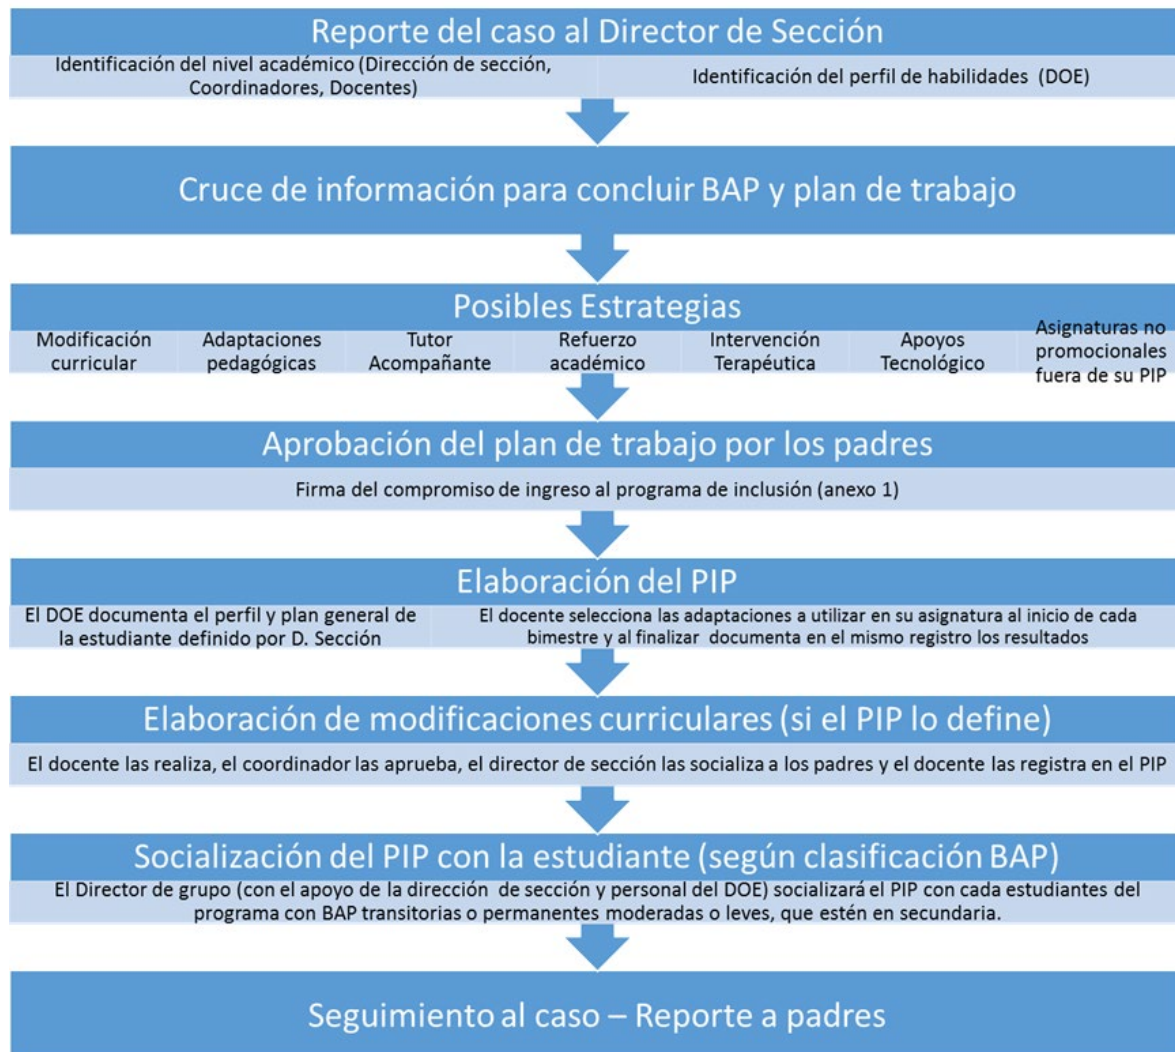 Reporte del caso al Director de Sección
Identificación del nivel académico (Dirección de sección,
Coordinadores, Docentes)
Identificación del perfil de habilidades (DOE)
Cruce de información para concluir BAP y plan de trabajo
Posibles Estrategias
Modificación
curricular
Adaptaciones
pedagógicas
Tutor
Acompañante
Refuerzo
académico
Intervención
Terapéutica
Apoyos
Tecnológico
Asignaturas no
promocionales
fuera de su PIP
Aprobación del plan de trabajo por los padres
Firma del compromiso de ingreso al programa de inclusión (anexo 1)
Elaboración del PIP
El DOE documenta el perfil y plan general de
la estudiante definido por D. Sección
El docente selecciona las adaptaciones a utilizar en su asignatura al inicio de cada
bimestre y al finalizar documenta en el mismo registro los resultados
Elaboración de modificaciones curriculares (si el PIP lo define)
El docente las realiza, el coordinador las aprueba, el director de sección las socializa a los padres y el docente las registra en el PIP
Socialización del PIP con la estudiante (según clasificación BAP)
El Director de grupo (con el apoyo de la dirección de sección y personal del DOE) socializará el PIP con cada estudiantes del
programa con BAP transitorias o permanentes moderadas o leves, que estén en secundaria.
Seguimiento al caso – Reporte a padres